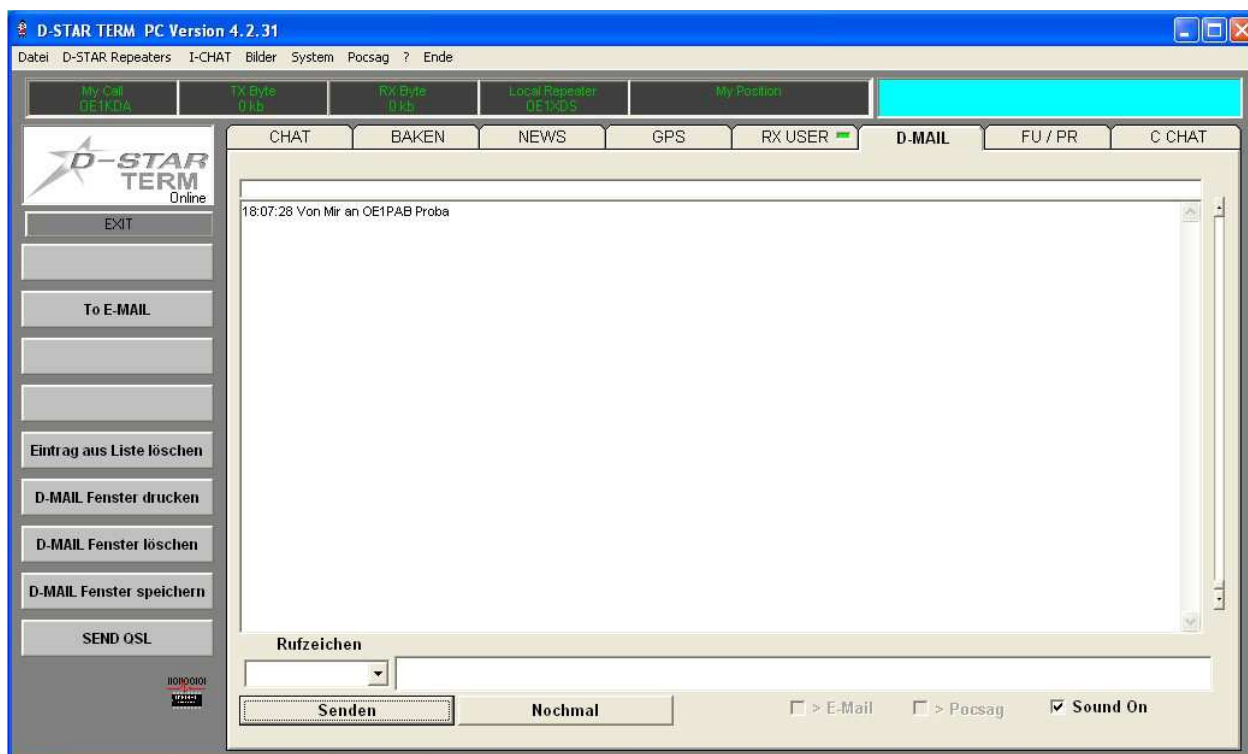 D-STAR TERM PC Version 4.2.31
Datei D-STAR Repeaters I-CHAT Bilder System Pocsag ? Ende
My Call TX Byte RX Byte Local Repeater My Position
OE1KDA 0 kb 0 kb OE1XDS
CHAT BAKEN NEWS GPS RX USER D-MAIL FU / PR C CHAT
D-STAR
TERM
Online
EXIT
18:07:28 Von Mir an OE1PAB Proba
To E-MAIL
Eintrag aus Liste löschen
D-MAIL Fenster drucken
D-MAIL Fenster löschen
D-MAIL Fenster speichern
SEND QSL
Rufzeichen
Senden Nochmal > E-Mail > Pocsag Sound On